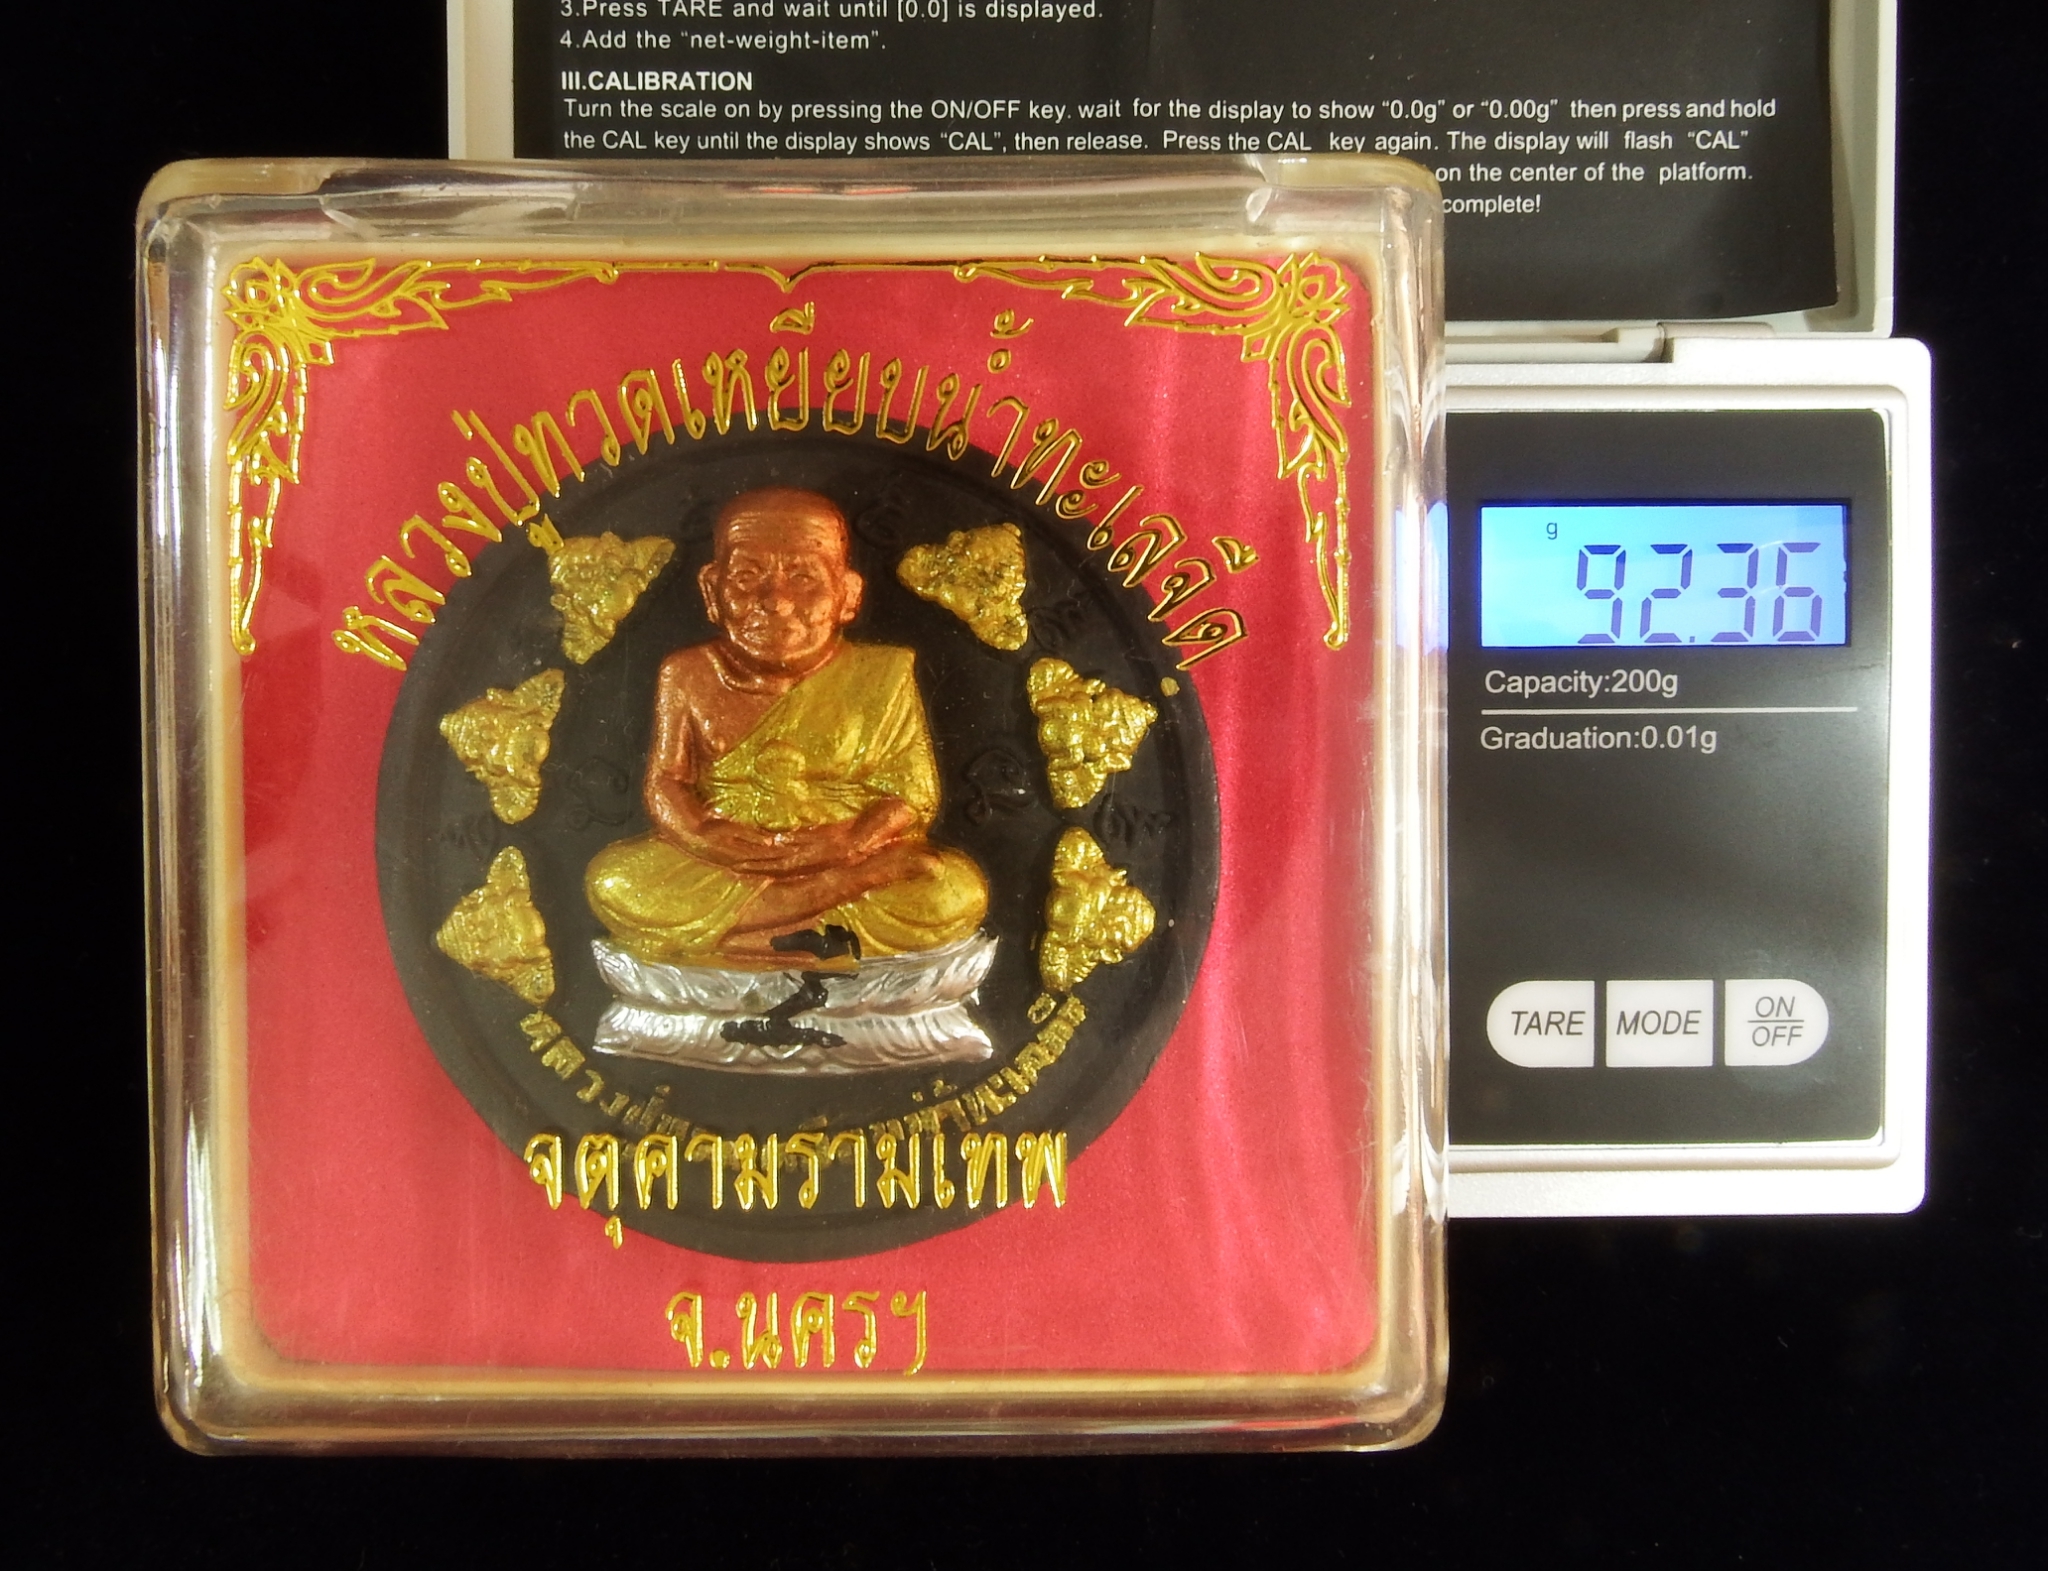 3.Press TARE and wait until [0.0] is displayed.
4.Add the “net-weight-item”.
III.CALIBRATION
Turn the scale on by pressing the ON/OFF key. wait for the display to show “0.0g” or “0.00g” then press and hold
the CAL key until the display shows “CAL”, then release. Press the CAL key again. The display will flash “CAL”
on the center of the platform.
complete!
หลวงปู่ทวดเหยียบน้ำทะเลจืด
จตุคามรามเทพ
จ.นครฯ
g
92.36
Capacity:200g
Graduation:0.01g
TARE MODE ON
OFF